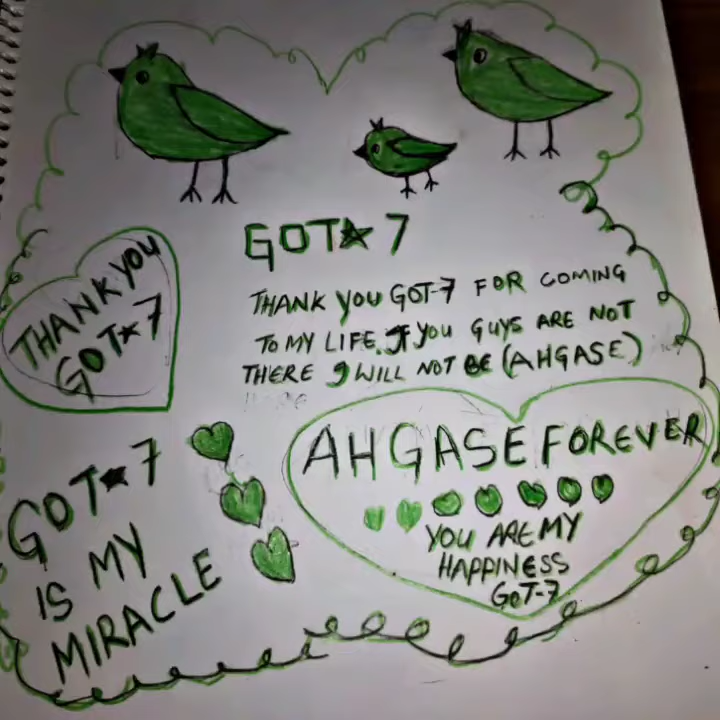 GOT★7
THANK YOU GOT-7 FOR COMING
TO MY LIFE. If YOU GUYS ARE NOT
THERE I WILL NOT BE (AHGASE)
THANK YOU
GOT★7
AHGASE FOREVER
YOU ARE MY
HAPPINESS
GOT-7
GOT★7
IS MY
MIRACLE